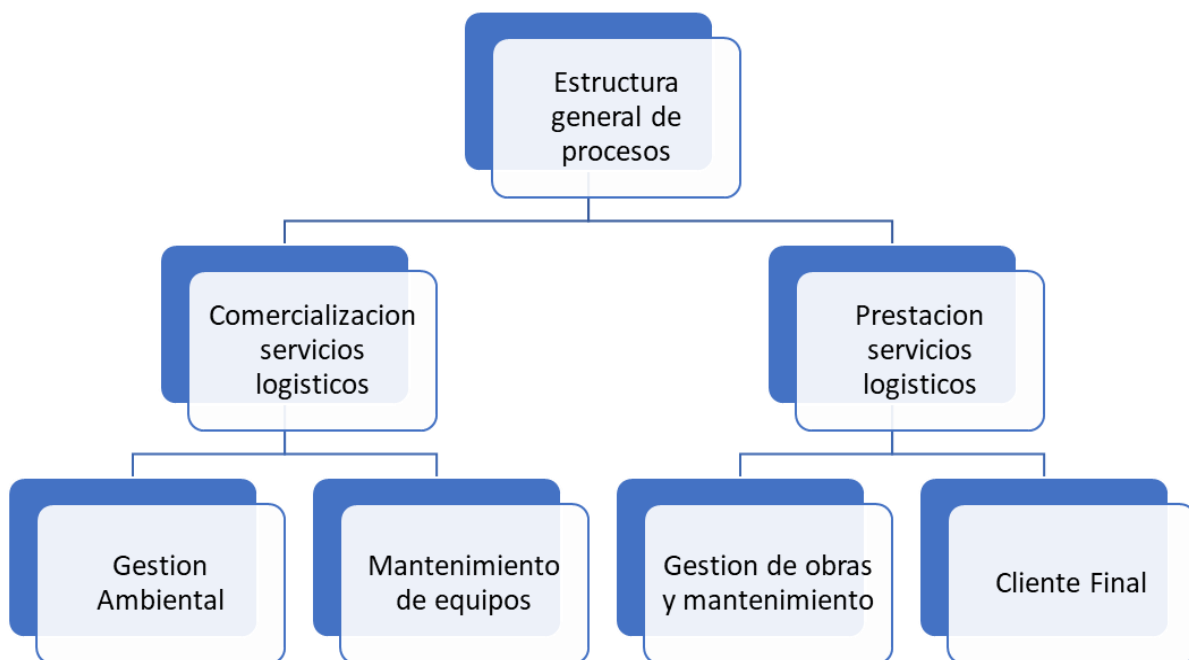 Estructura
general de
procesos
Comercializacion
servicios
logisticos
Prestacion
servicios
logisticos
Gestion
Ambiental
Mantenimiento
de equipos
Gestion de obras
y mantenimiento
Cliente Final